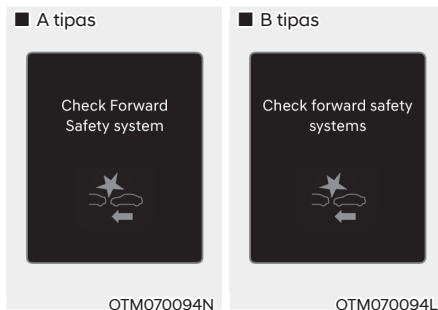 ■ A tipas
Check Forward
Safety system
OTM070094N
■ B tipas
Check forward safety
systems
OTM070094L